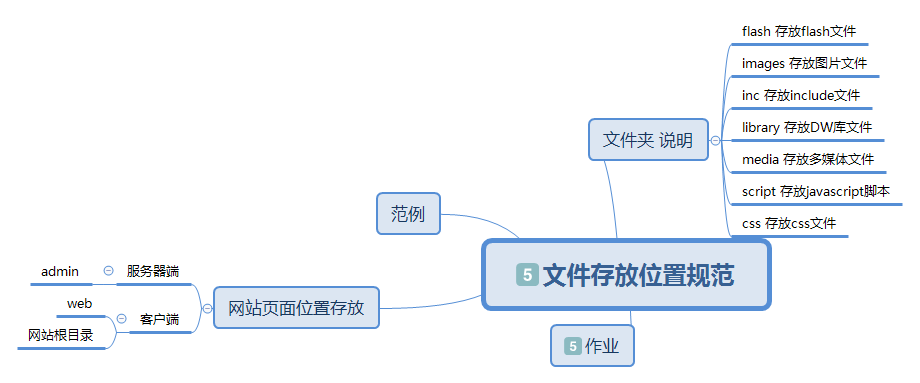 flash 存放flash文件
images 存放图片文件
inc 存放include文件
文件夹 说明
library 存放DW库文件
media 存放多媒体文件
script 存放javascript脚本
css 存放css文件
范例
5 文件存放位置规范
admin
服务器端
网站页面位置存放
web
客户端
网站根目录
5 作业